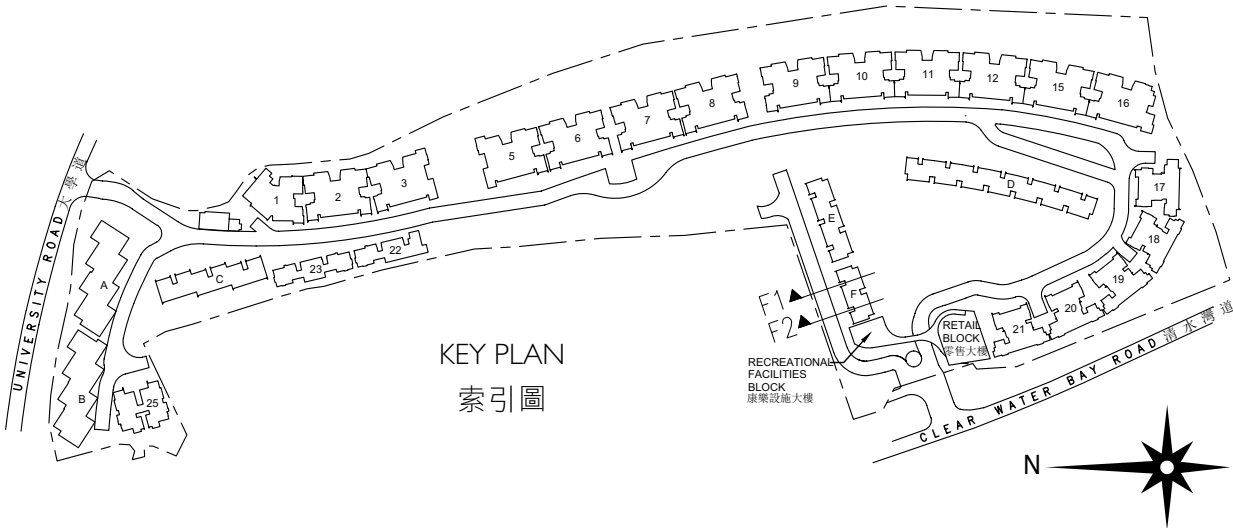 9
10
11
12
15
16
8
7
6
5
3
2
1
UNIVERSITY ROAD 大學道
17
D
E
18
22
23
C
A
19
F1
F
F2
20
21
RETAIL
BLOCK
零售大樓
KEY PLAN
索引圖
RECREATIONAL
FACILITIES
BLOCK
康樂設施大樓
B
25
CLEAR WATER BAY ROAD 清水灣道
N